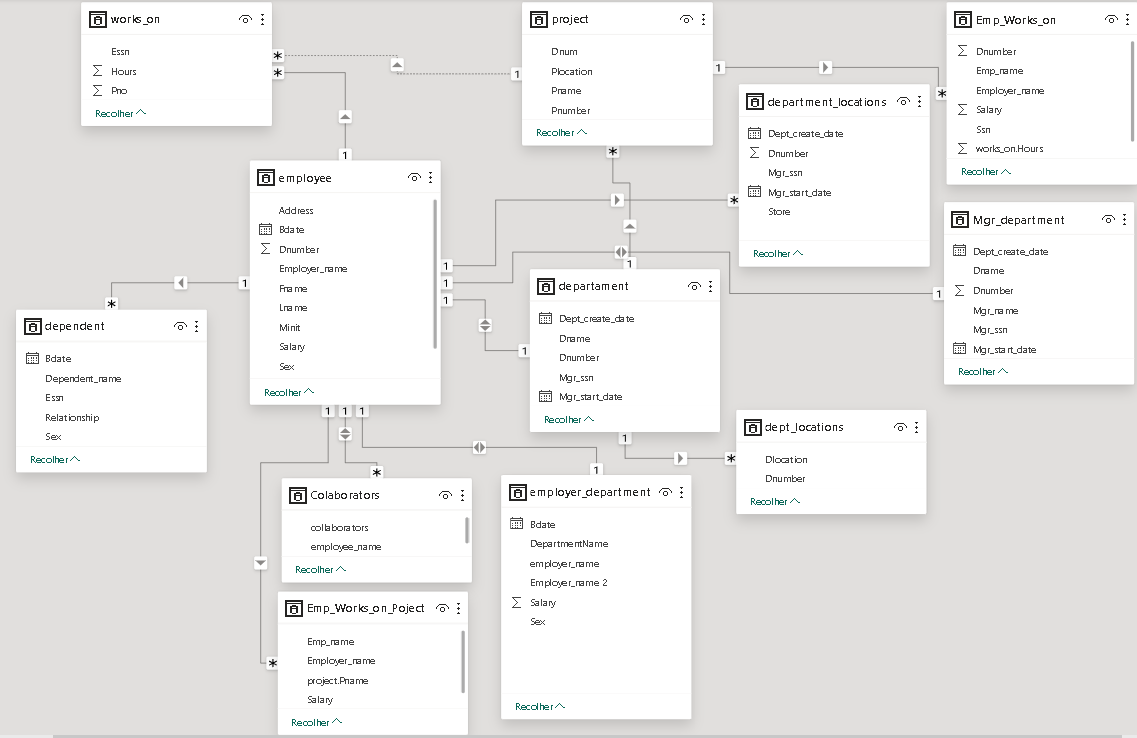 works_on
Essn
Hours
Pno
Recolher
project
Dnum
Plocation
Pname
Pnumber
Recolher
Emp_Works_on
Dnumber
Emp_name
Employer_name
Salary
Ssn
works_on.Hours
Recolher
department_locations
Dept_create_date
Dnumber
Mgr_ssn
Mgr_start_date
Store
Recolher
employee
Address
Bdate
Dnumber
Employer_name
Fname
Lname
Minit
Salary
Sex
Recolher
Mgr_department
Dept_create_date
Dname
Dnumber
Mgr_name
Mgr_ssn
Mgr_start_date
Recolher
departament
Dept_create_date
Dname
Dnumber
Mgr_ssn
Mgr_start_date
Recolher
dependent
Bdate
Dependent_name
Essn
Relationship
Sex
Recolher
dept_locations
Dlocation
Dnumber
Recolher
Colaborators
collaborators
employee_name
Recolher
employer_department
Bdate
DepartmentName
employer_name
Employer_name 2
Salary
Sex
Recolher
Emp_Works_on_Poject
Emp_name
Employer_name
project.Pname
Salary
Recolher
*
*
1
1
*
1
*
*
1
1
1
1
1
1
1
*
1
1
1
1
*
*
1
*
1